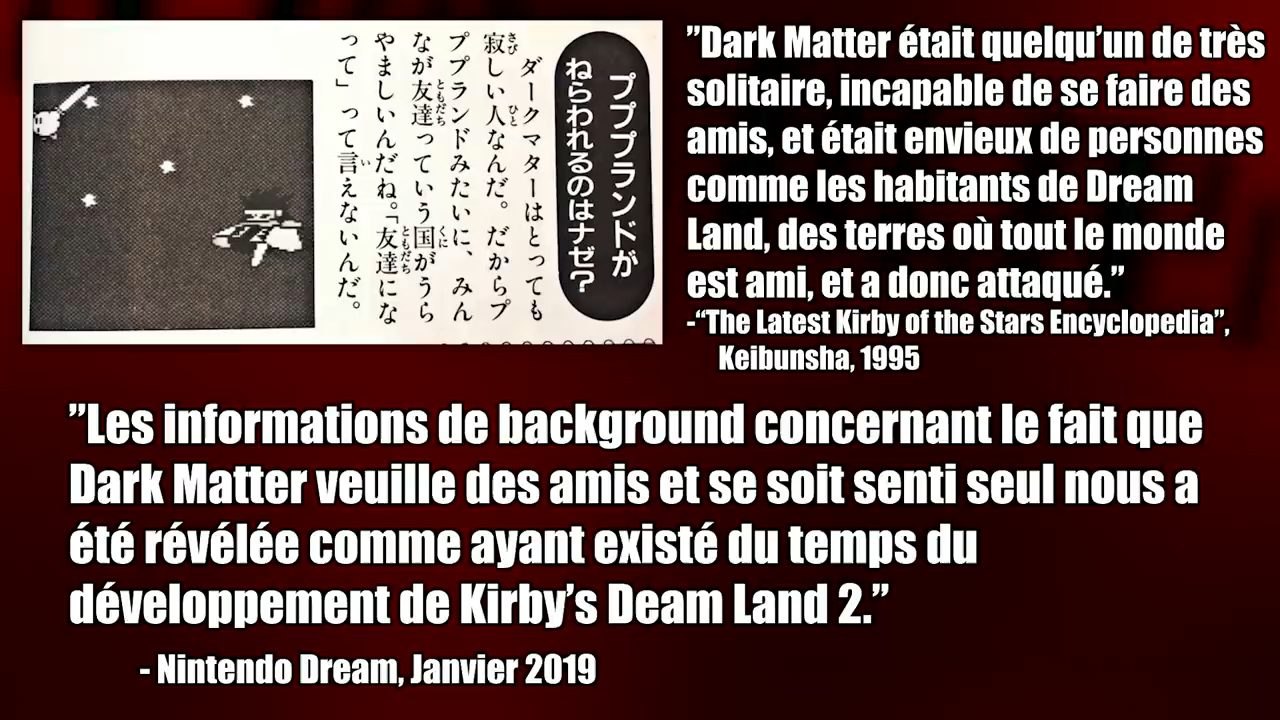 プププランドが
ねらわれるのはナゼ?
ダークマターはとっても
寂しい人なんだ。だからプ
ププランドみたいに、みん
なが友達っていう国がうら
やましいんだね。「友達にな
って」って言えないんだ。
”Dark Matter était quelqu’un de très
solitaire, incapable de se faire des
amis, et était envieux de personnes
comme les habitants de Dream
Land, des terres où tout le monde
est ami, et a donc attaqué.”
-“The Latest Kirby of the Stars Encyclopedia”,
Keibunsha, 1995
”Les informations de background concernant le fait que
Dark Matter veuille des amis et se soit senti seul nous a
été révélée comme ayant existé du temps du
développement de Kirby’s Deam Land 2.”
- Nintendo Dream, Janvier 2019